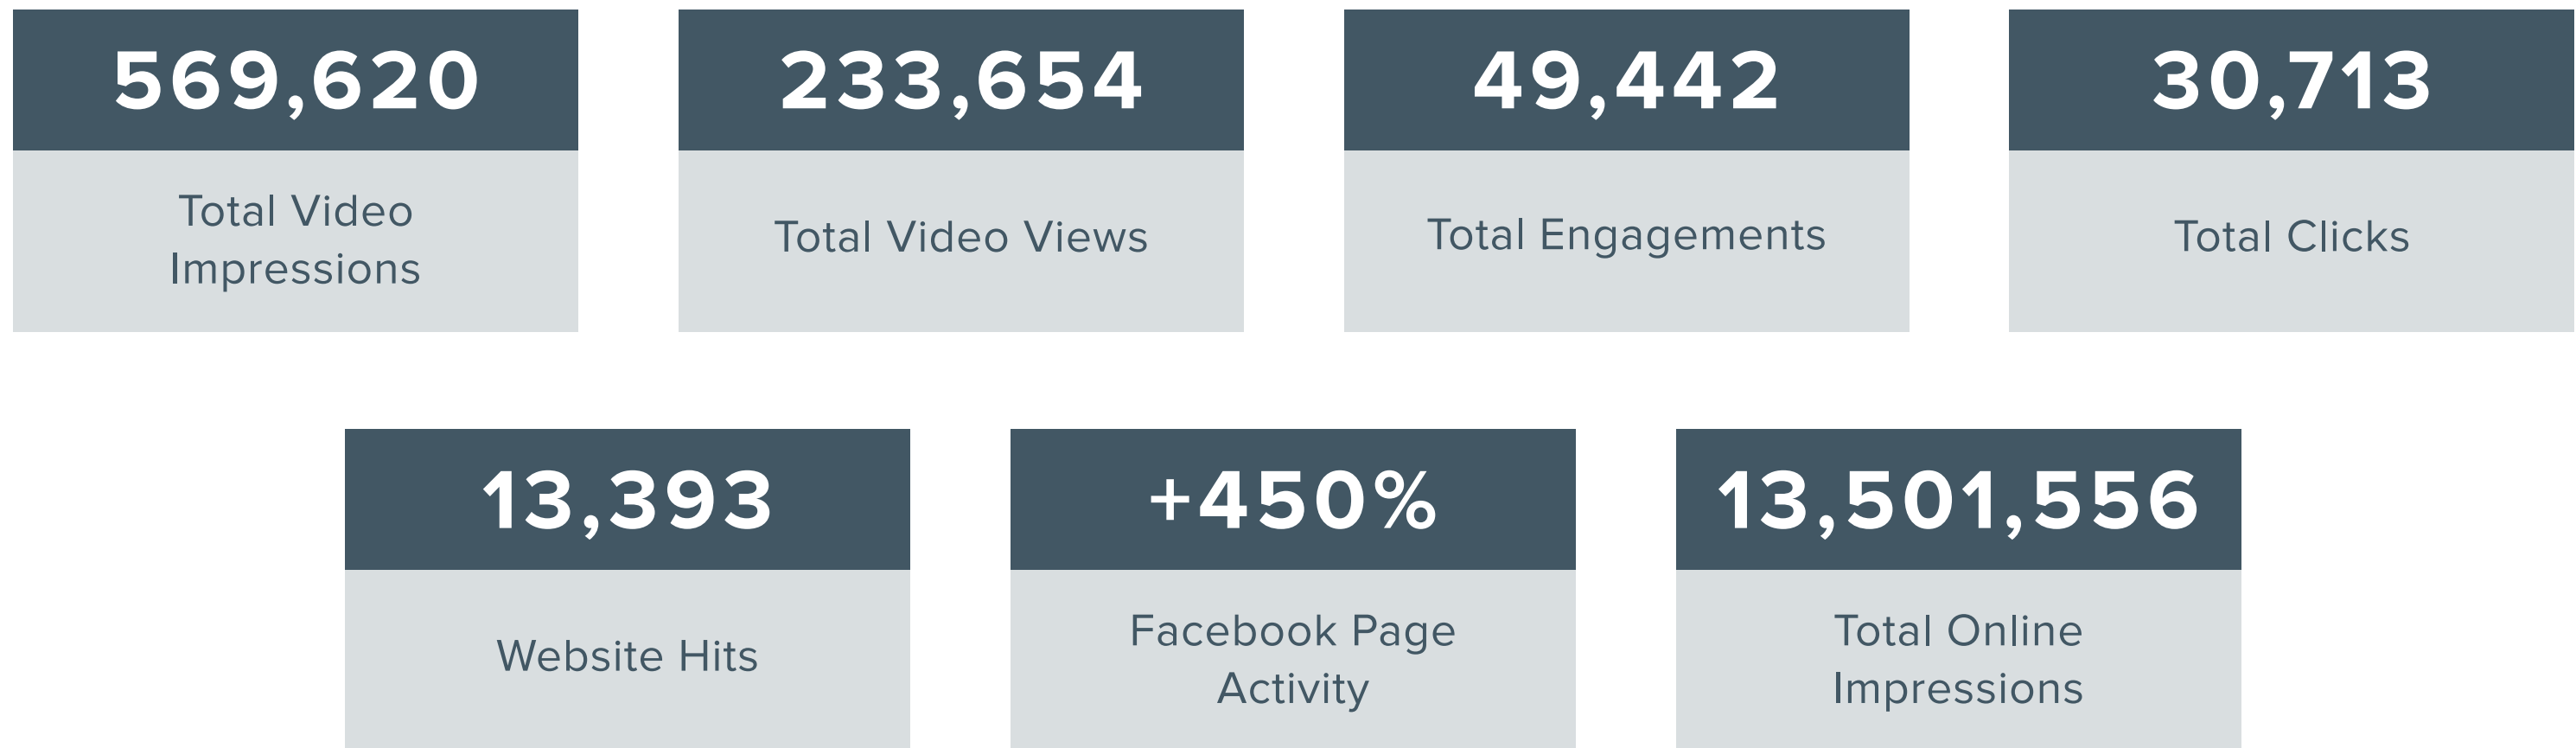 569,620
Total Video
Impressions
233,654
Total Video Views
49,442
Total Engagements
30,713
Total Clicks
13,393
Website Hits
+450%
Facebook Page
Activity
13,501,556
Total Online
Impressions